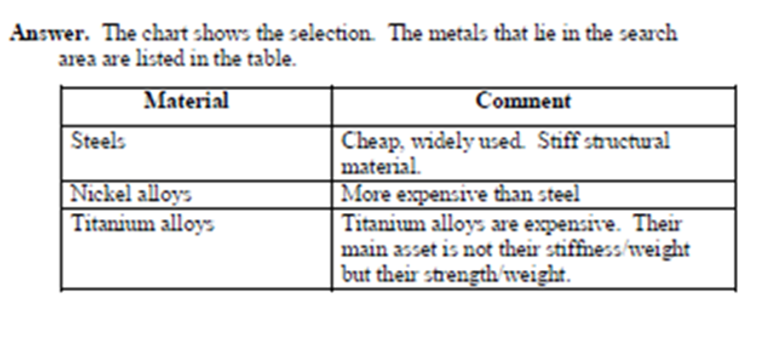 Answer. The chart shows the selection. The metals that lie in the search
area are listed in the table.
Material Comment
Steels Cheap, widely used. Stiff structural
material.
Nickel alloys More expensive than steel
Titanium alloys Titanium alloys are expensive. Their
main asset is not their stiffness/weight
but their strength/weight.